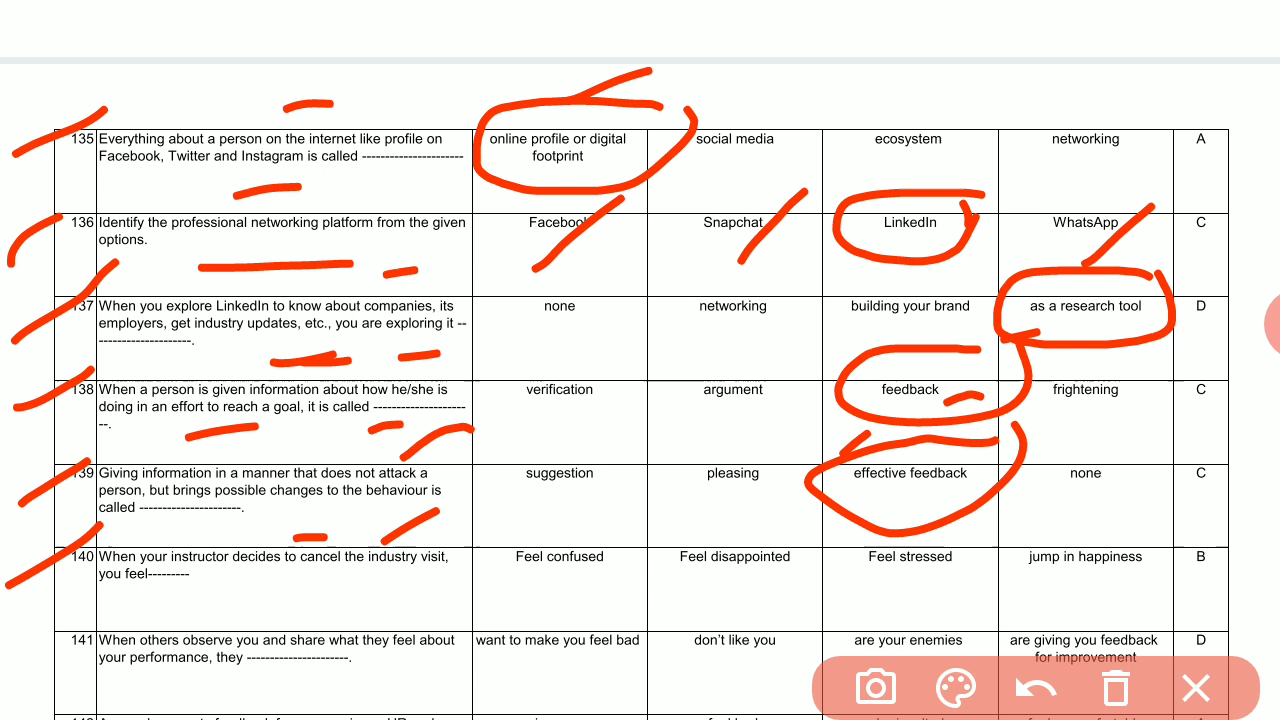 135 Everything about a person on the internet like profile on online profile or digital social media ecosystem networking A
Facebook, Twitter and Instagram is called ---------------------- footprint
136 Identify the professional networking platform from the given Facebook Snapchat LinkedIn WhatsApp C
options.
137 When you explore LinkedIn to know about companies, its none networking building your brand as a research tool D
employers, get industry updates, etc., you are exploring it --
--------------------.
138 When a person is given information about how he/she is verification argument feedback frightening C
doing in an effort to reach a goal, it is called --------------------
--.
139 Giving information in a manner that does not attack a suggestion pleasing effective feedback none C
person, but brings possible changes to the behaviour is
called ----------------------.
140 When your instructor decides to cancel the industry visit, Feel confused Feel disappointed Feel stressed jump in happiness B
you feel---------
141 When others observe you and share what they feel about want to make you feel bad don't like you are your enemies are giving you feedback D
your performance, they ----------------------. for improvement